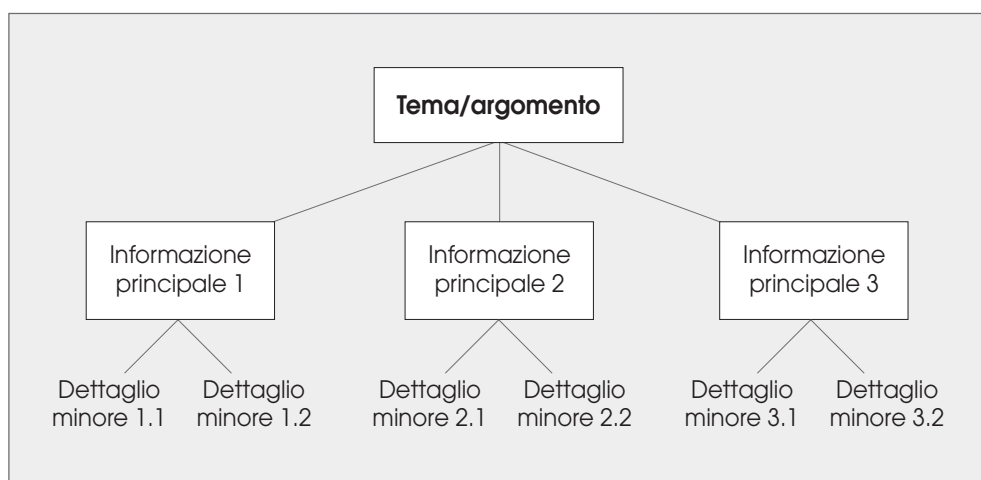 Tema/argomento
Informazione
principale 1
Informazione
principale 2
Informazione
principale 3
Dettaglio
minore 1.1
Dettaglio
minore 1.2
Dettaglio
minore 2.1
Dettaglio
minore 2.2
Dettaglio
minore 3.1
Dettaglio
minore 3.2